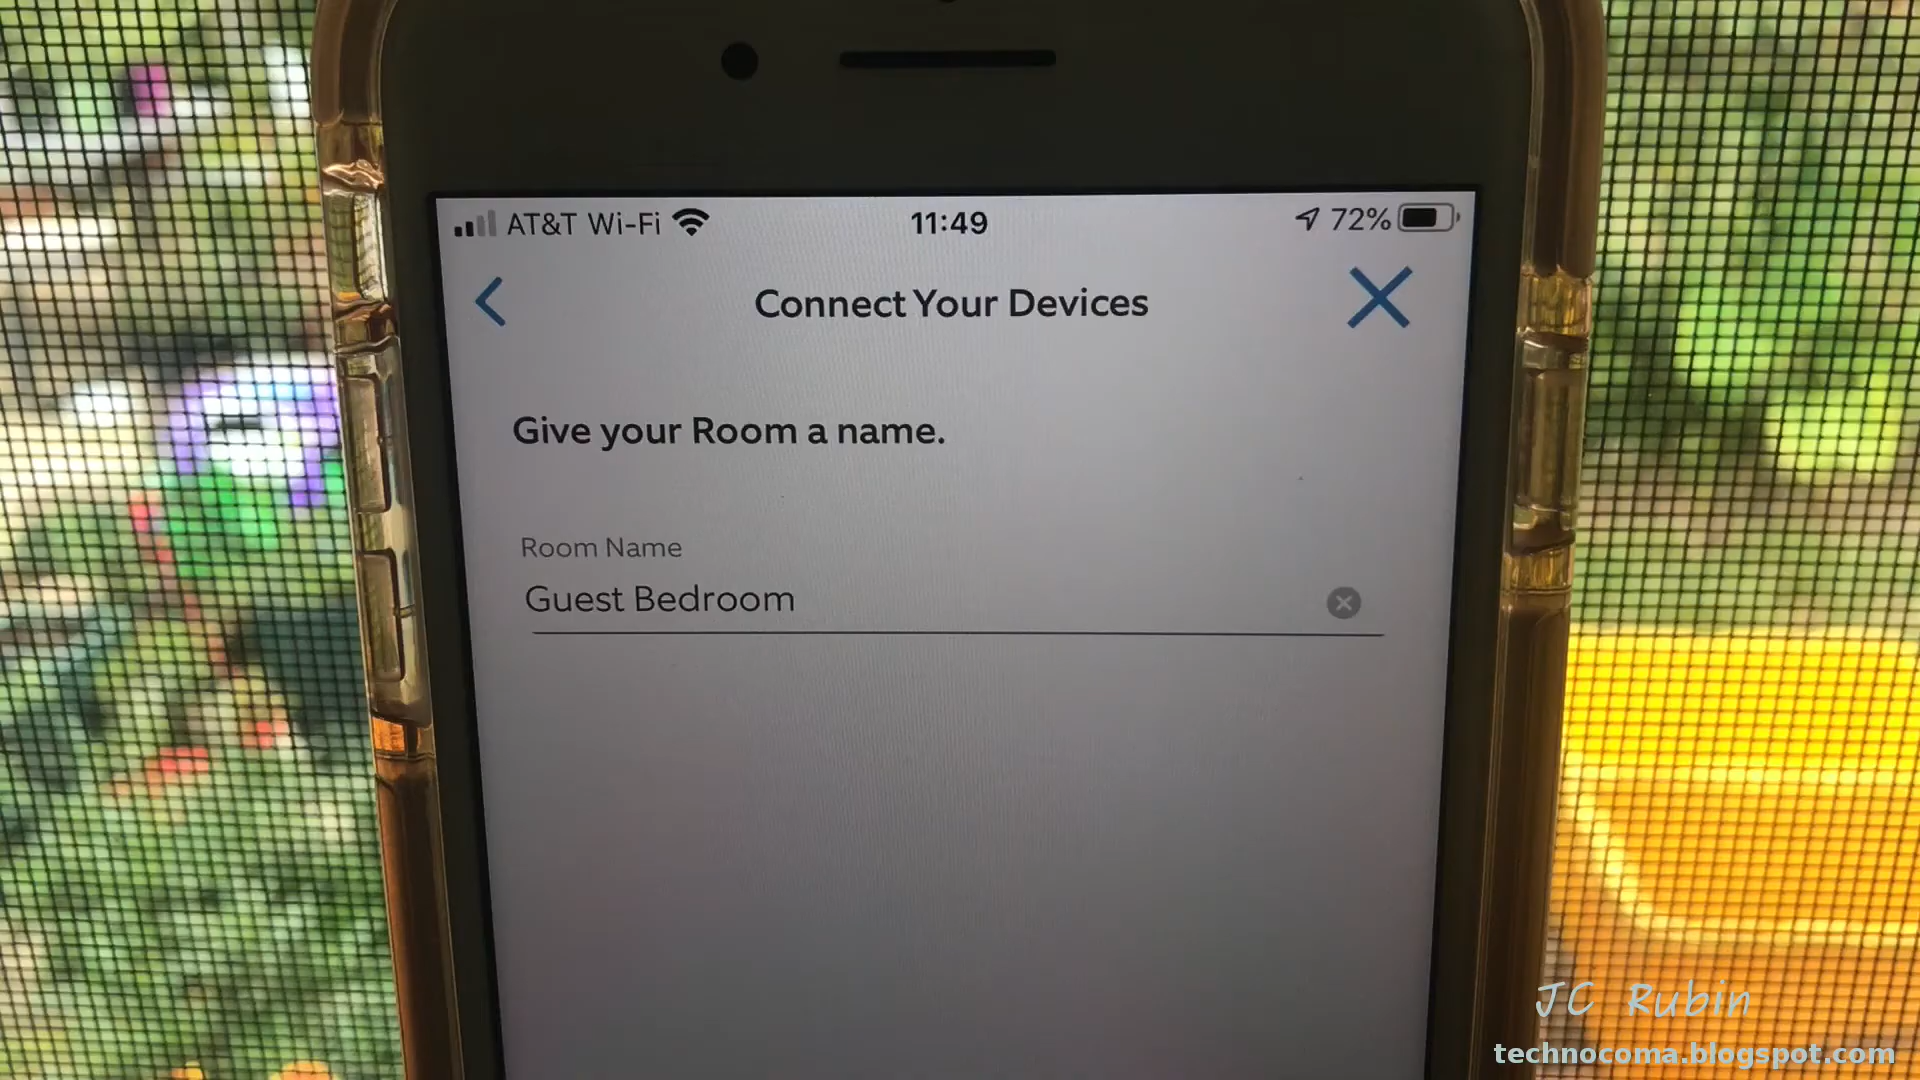 AT&T Wi-Fi 11:49 72%
Connect Your Devices
Give your Room a name.
Room Name
Guest Bedroom
JC Rubin
technocoma.blogspot.com